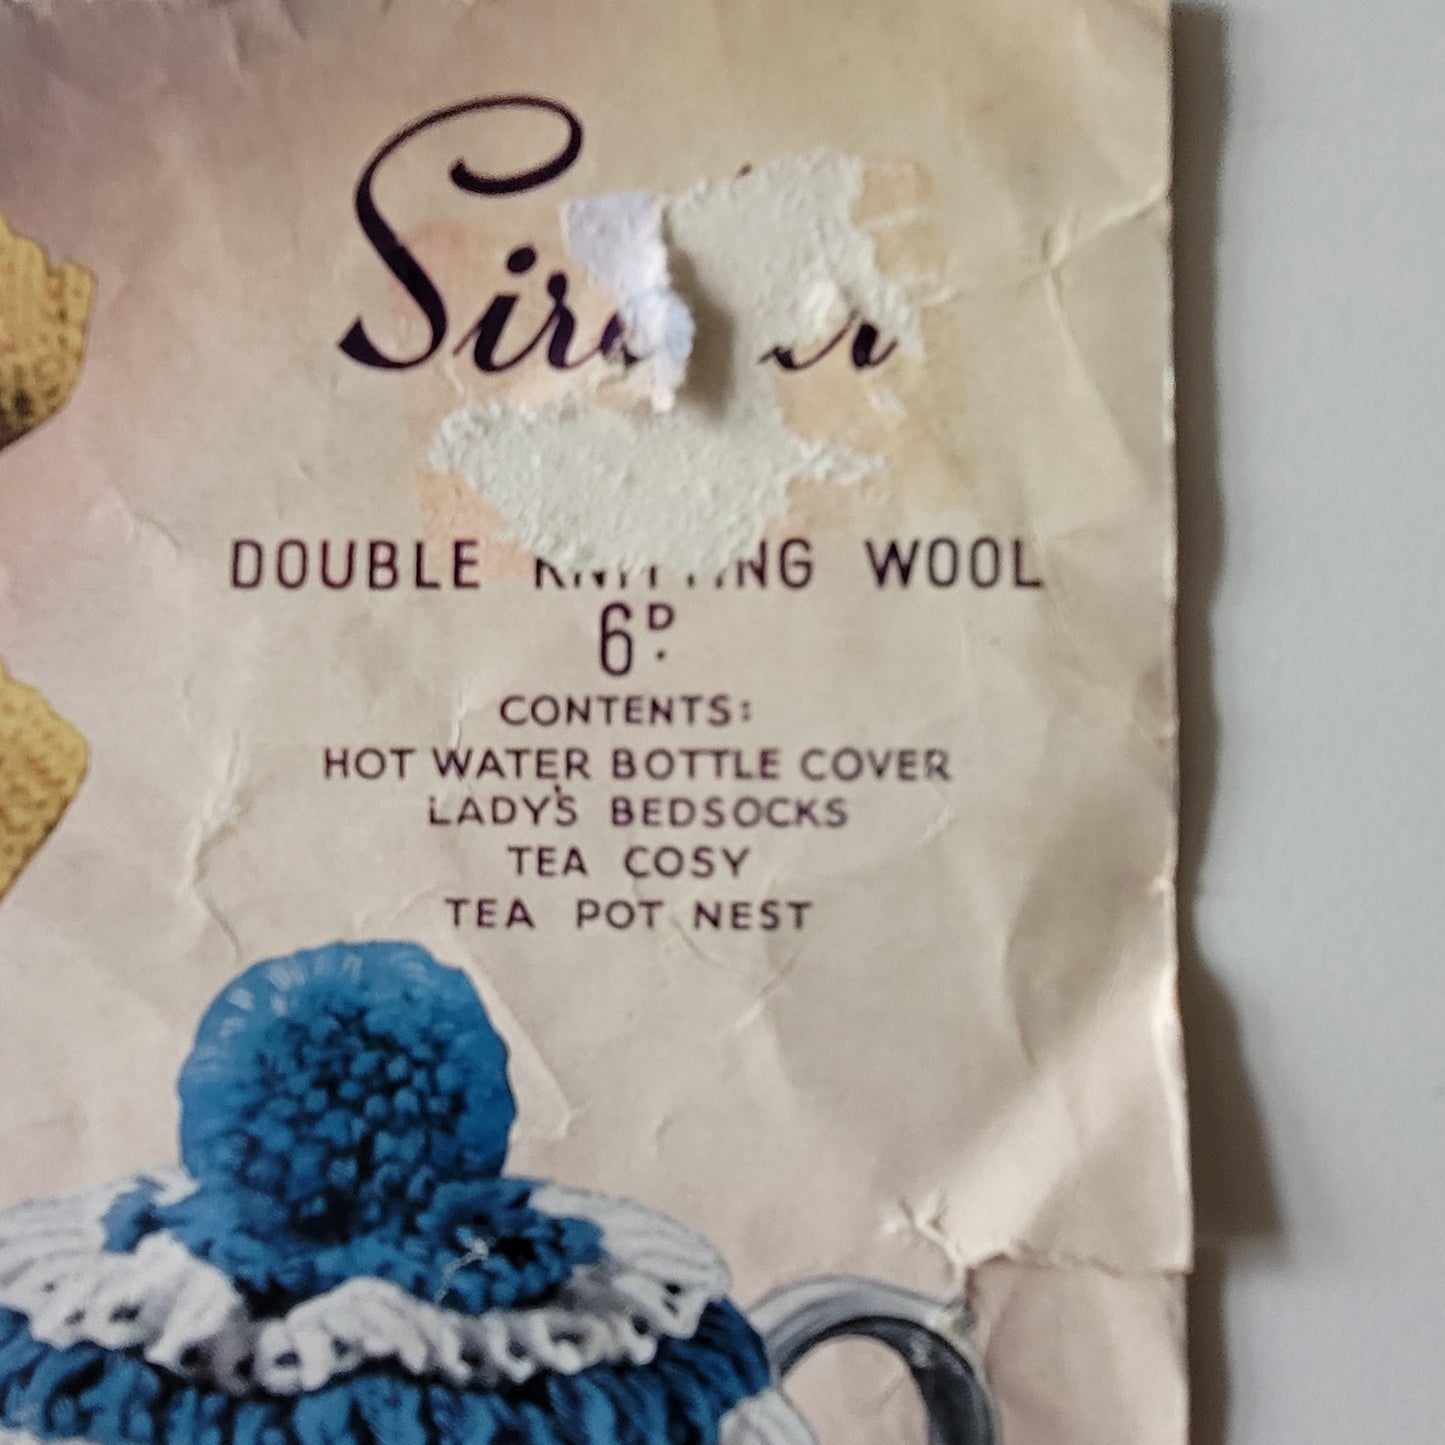 DOUBLE KNITTING WOOL
6D.
CONTENTS:
HOT WATER BOTTLE COVER
LADY'S BEDSOCKS
TEA COSY
TEA POT NEST